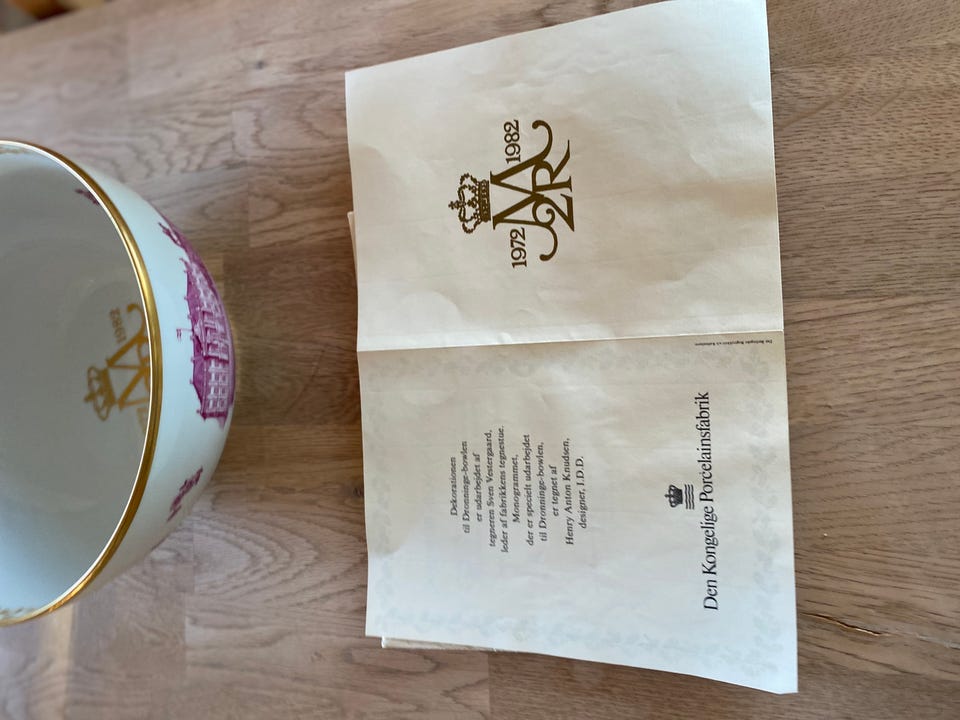 1972
1982
M2R
Dekorationen
til Dronninge-bowlen
er udarbejdet af
tegneren Sven Vestergaard,
leder af fabrikkens tegnestue.
Monogrammet,
der er specielt udarbejdet
til Dronninge-bowlen,
er tegnet af
Henry Anton Knudsen,
designer, I.D.D.
Den Kongelige Porcelainsfabrik
1982